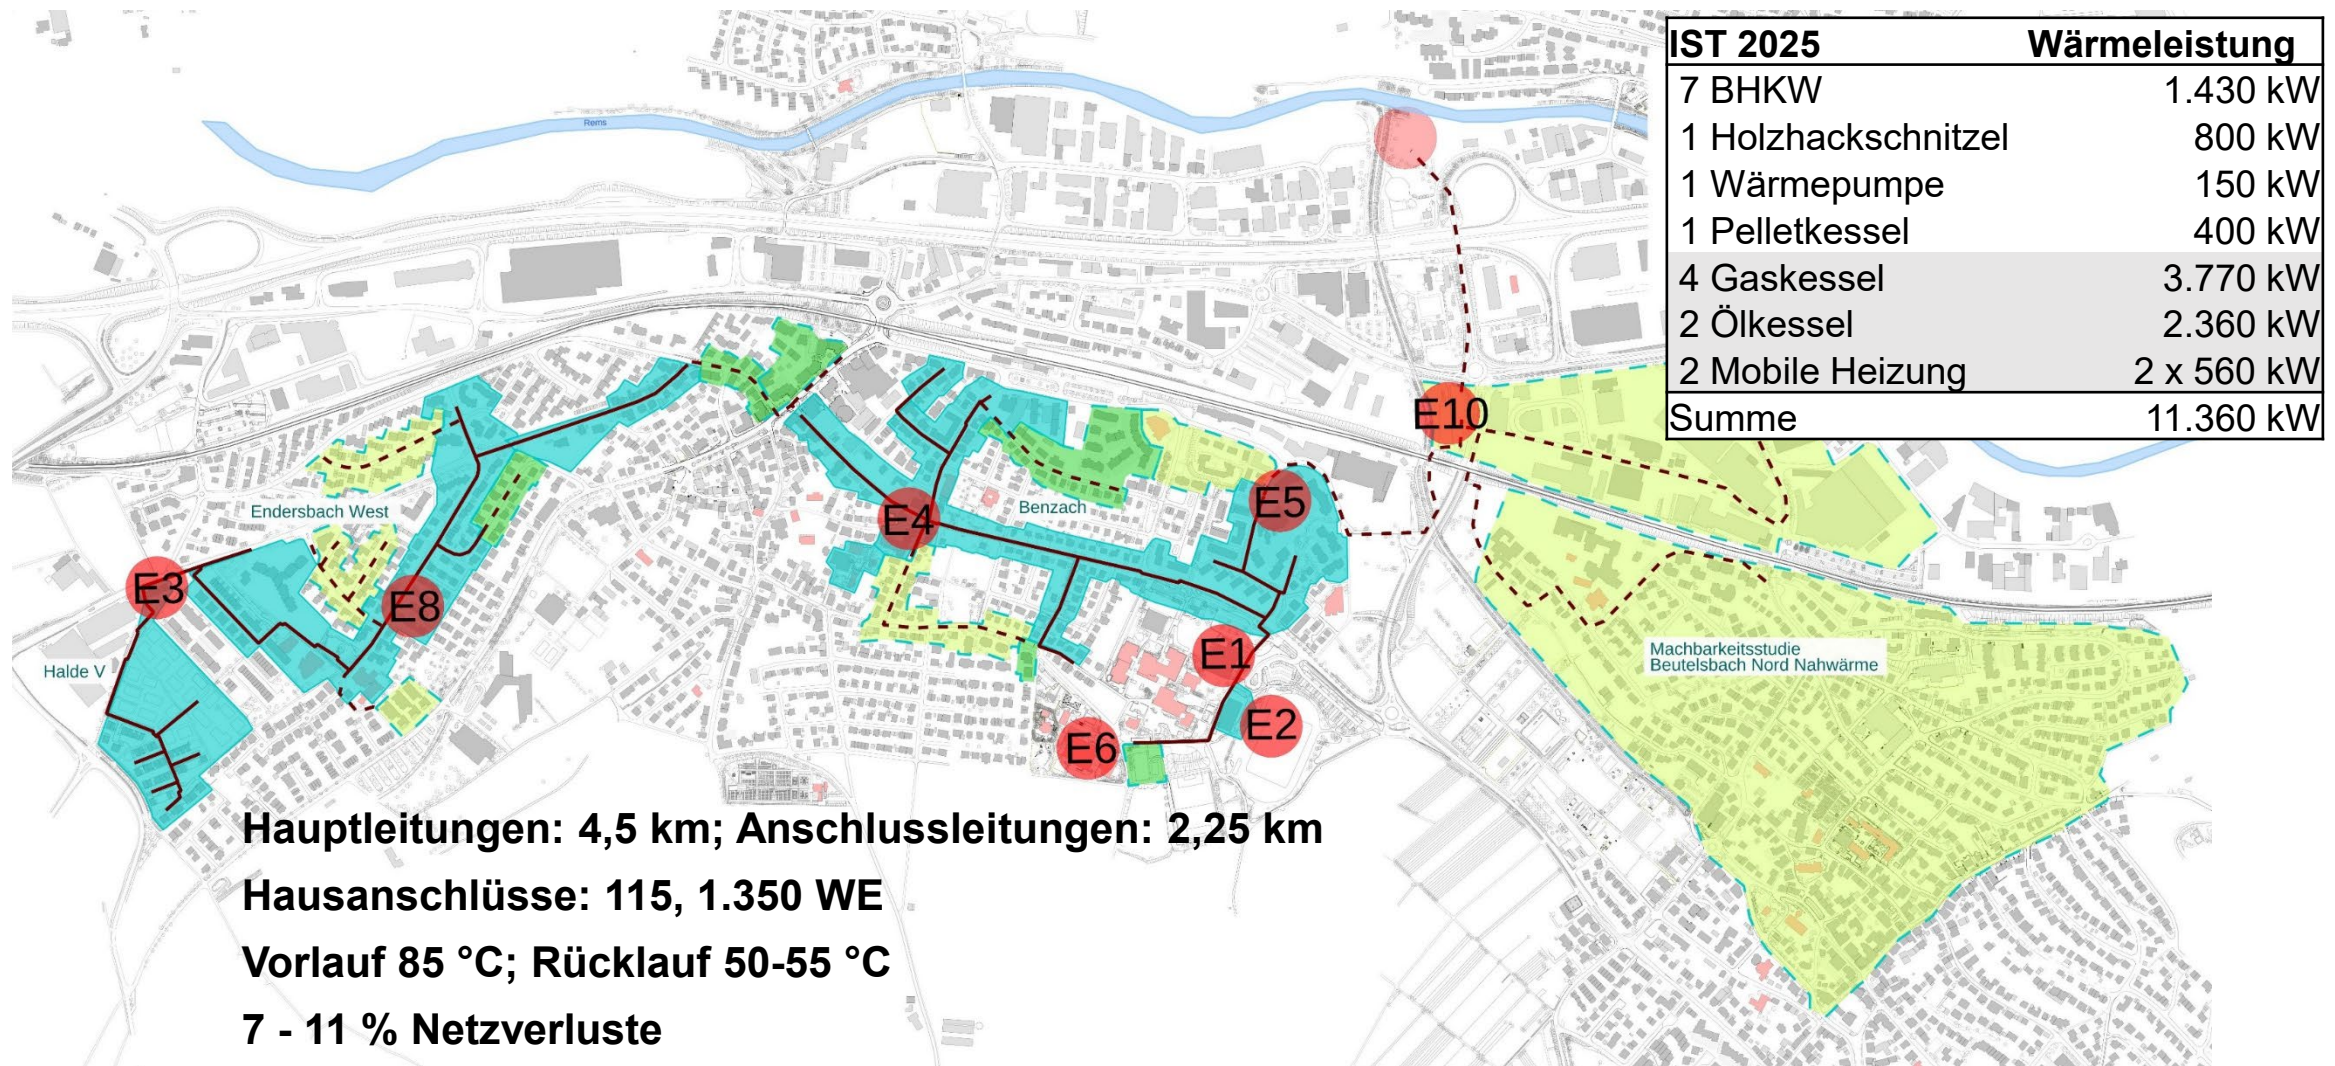 IST 2025 Wärmeleistung
7 BHKW 1.430 kW
1 Holzhackschnitzel 800 kW
1 Wärmepumpe 150 kW
1 Pelletkessel 400 kW
4 Gaskessel 3.770 kW
2 Ölkessel 2.360 kW
2 Mobile Heizung 2 x 560 kW
Summe 11.360 kW
Rems
E10
Endersbach West
Benzach
E5
E4
E3
E8
E1
Halde V
Machbarkeitsstudie
Beutelsbach Nord Nahwärme
E2
E6
Hauptleitungen: 4,5 km; Anschlussleitungen: 2,25 km
Hausanschlüsse: 115, 1.350 WE
Vorlauf 85 °C; Rücklauf 50-55 °C
7 - 11 % Netzverluste